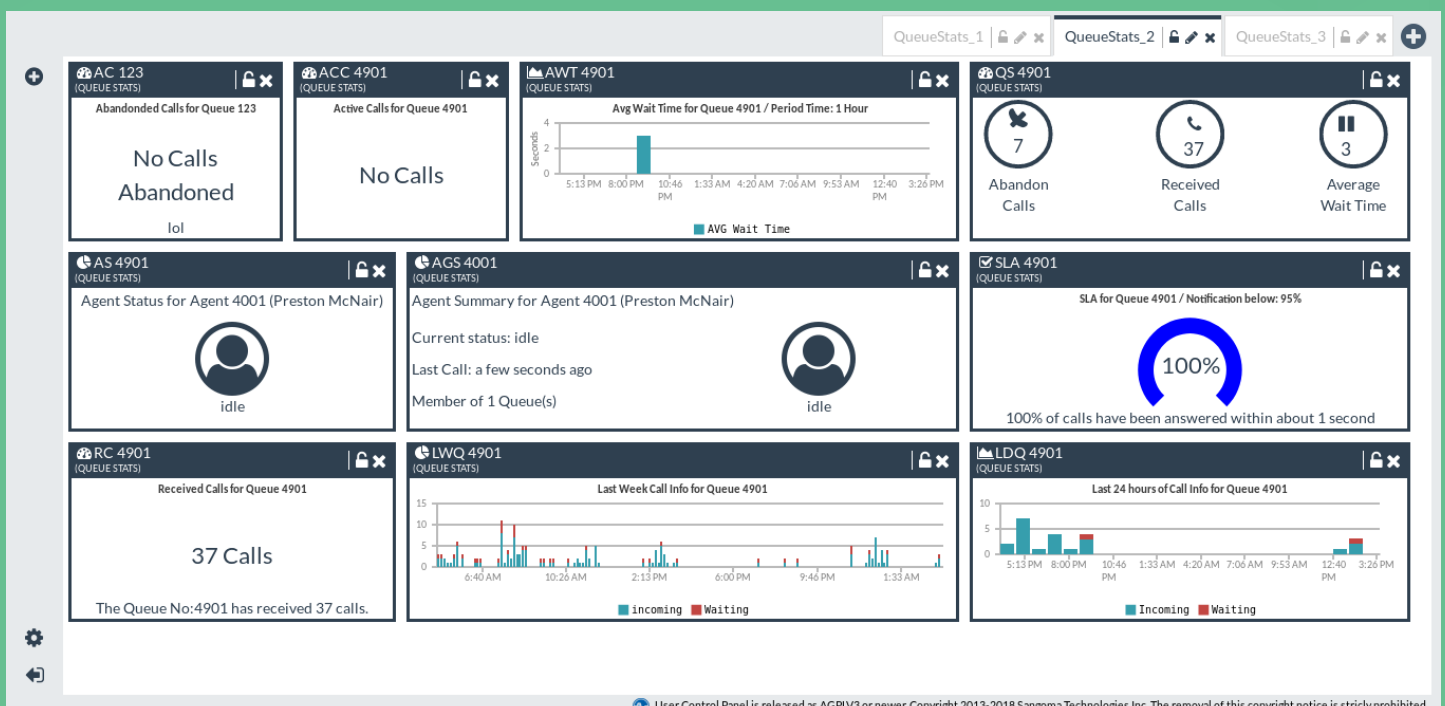 QueueStats_1
QueueStats_2
QueueStats_3
AC 123
(QUEUE STATS)
Abandonded Calls for Queue 123
No Calls
Abandoned
lol
ACC 4901
(QUEUE STATS)
Active Calls for Queue 4901
No Calls
AWT 4901
(QUEUE STATS)
Avg Wait Time for Queue 4901 / Period Time: 1 Hour
Seconds
4
2
0
5:13 PM 8:00 PM 10:46 PM 1:33 AM 4:20 AM 7:06 AM 9:53 AM 12:40 PM 3:26 PM
AVG Wait Time
QS 4901
(QUEUE STATS)
7
Abandon
Calls
37
Received
Calls
3
Average
Wait Time
AS 4901
(QUEUE STATS)
Agent Status for Agent 4001 (Preston McNair)
idle
AGS 4001
(QUEUE STATS)
Agent Summary for Agent 4001 (Preston McNair)
Current status: idle
Last Call: a few seconds ago
Member of 1 Queue(s)
idle
SLA 4901
(QUEUE STATS)
SLA for Queue 4901 / Notification below: 95%
100%
100% of calls have been answered within about 1 second
RC 4901
(QUEUE STATS)
Received Calls for Queue 4901
37 Calls
The Queue No:4901 has received 37 calls.
LWQ 4901
(QUEUE STATS)
Last Week Call Info for Queue 4901
15
10
5
0
6:40 AM 10:26 AM 2:13 PM 6:00 PM 9:46 PM 1:33 AM
incoming Waiting
LDQ 4901
(QUEUE STATS)
Last 24 hours of Call Info for Queue 4901
10
5
0
5:13 PM 8:00 PM 10:46 PM 1:33 AM 4:20 AM 7:06 AM 9:53 AM 12:40 PM 3:26 PM
Incoming Waiting
User Control Panel is released as AGPLV3 or newer. Copyright 2013-2018 Sangoma Technologies Inc. The removal of this copyright notice is stricly prohibited